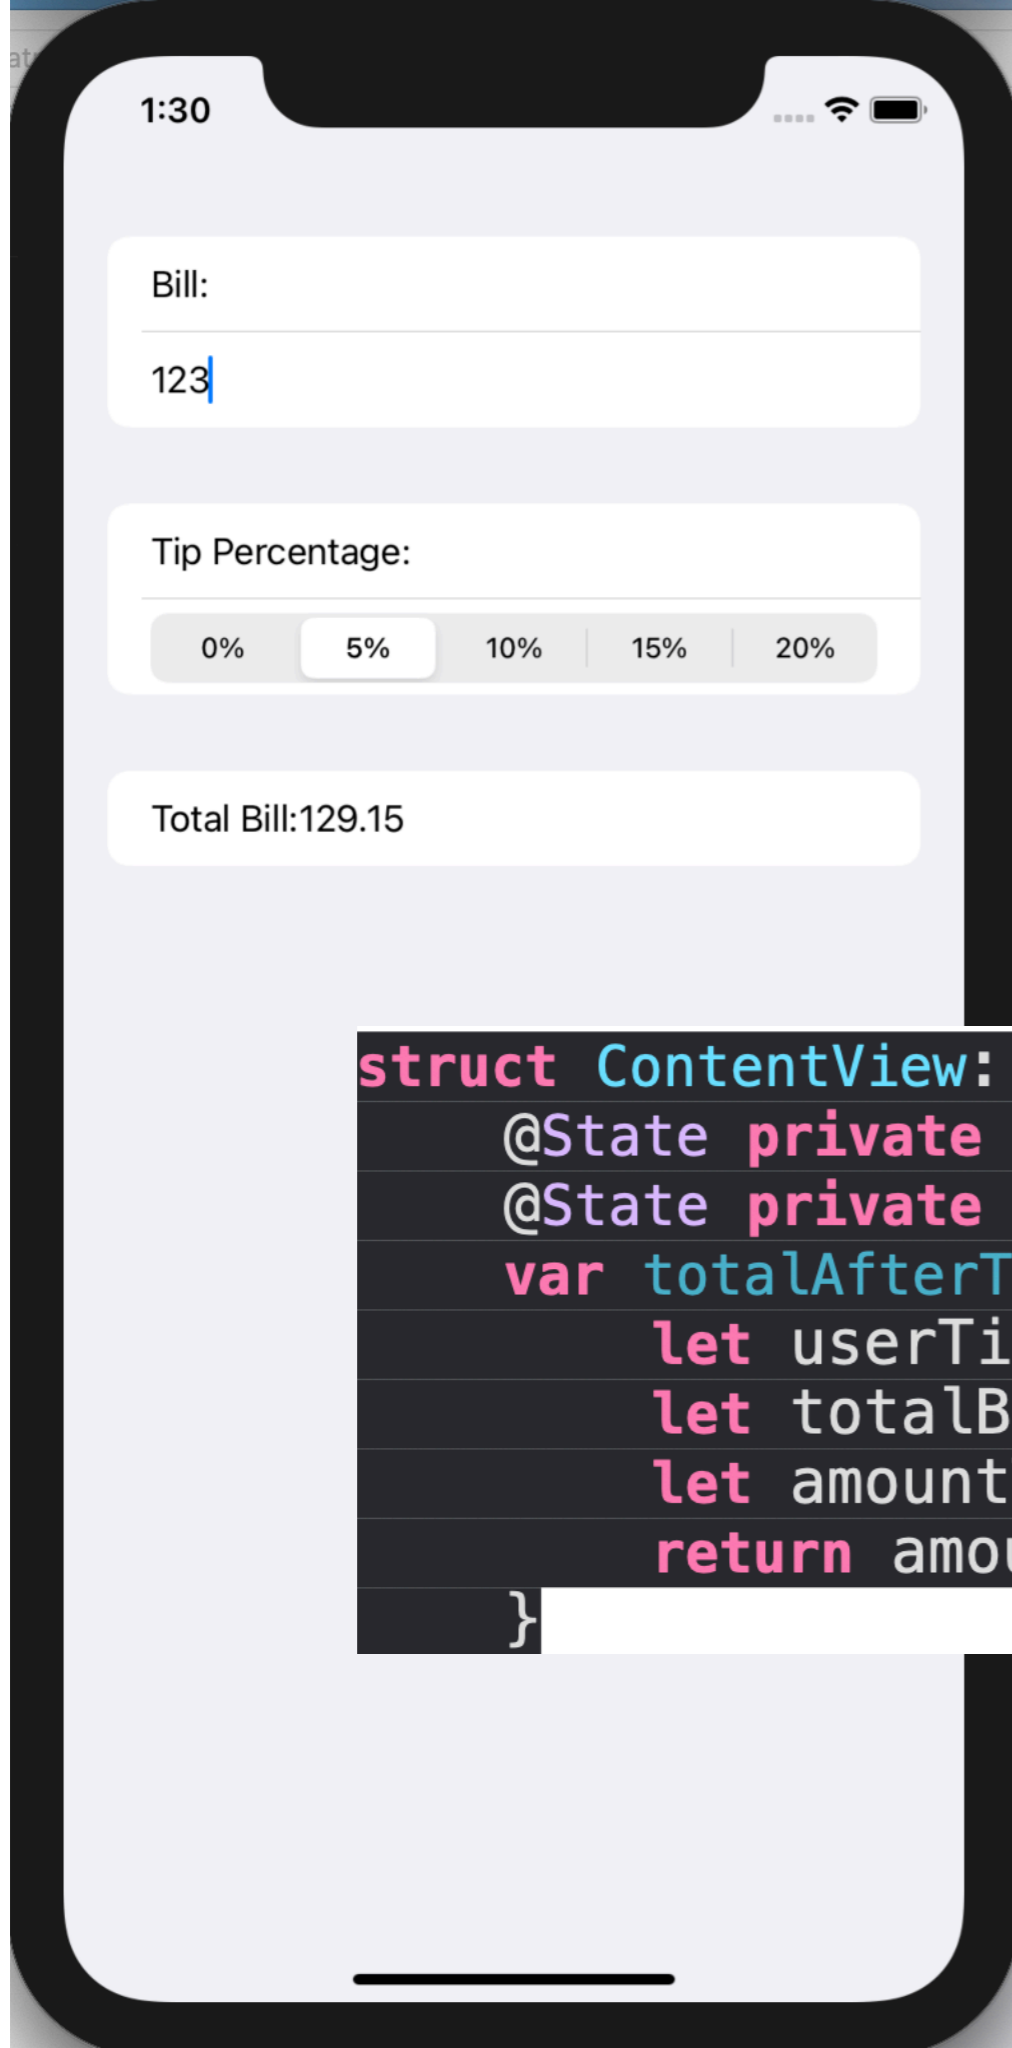 1:30
Bill:
123
Tip Percentage:
0% 5% 10% 15% 20%
Total Bill:129.15
struct ContentView:
@State private
@State private
var totalAfterT
let userTi
let totalB
let amount
return amou
}